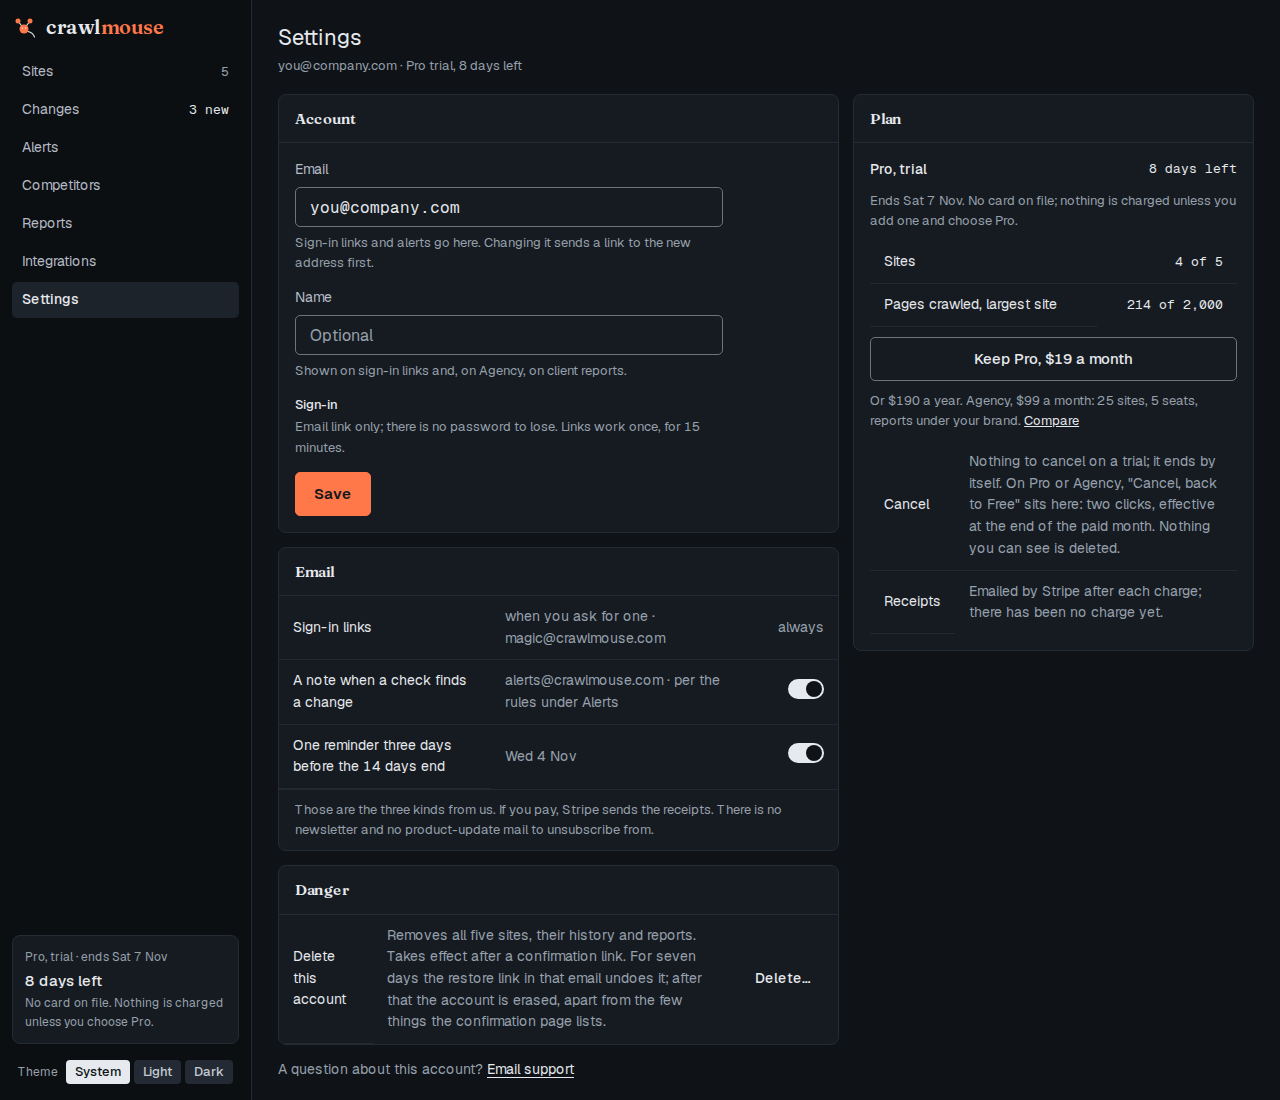 crawlmouse
Sites 5
Changes 3 new
Alerts
Competitors
Reports
Integrations
Settings
Pro, trial · ends Sat 7 Nov
8 days left
No card on file. Nothing is charged
unless you choose Pro.
Theme System Light Dark
Settings
you@company.com · Pro trial, 8 days left
Account
Email
you@company.com
Sign-in links and alerts go here. Changing it sends a link to the new
address first.
Name
Optional
Shown on sign-in links and, on Agency, on client reports.
Sign-in
Email link only; there is no password to lose. Links work once, for 15
minutes.
Save
Email
Sign-in links
when you ask for one ·
magic@crawlmouse.com
always
A note when a check finds
a change
alerts@crawlmouse.com · per the
rules under Alerts
One reminder three days
before the 14 days end
Wed 4 Nov
Those are the three kinds from us. If you pay, Stripe sends the receipts. There is no
newsletter and no product-update mail to unsubscribe from.
Danger
Delete
this
account
Removes all five sites, their history and reports.
Takes effect after a confirmation link. For seven
days the restore link in that email undoes it; after
that the account is erased, apart from the few
things the confirmation page lists.
Delete…
A question about this account? Email support
Plan
Pro, trial 8 days left
Ends Sat 7 Nov. No card on file; nothing is charged unless you
add one and choose Pro.
Sites 4 of 5
Pages crawled, largest site 214 of 2,000
Keep Pro, $19 a month
Or $190 a year. Agency, $99 a month: 25 sites, 5 seats,
reports under your brand. Compare
Cancel
Nothing to cancel on a trial; it ends by
itself. On Pro or Agency, "Cancel, back
to Free" sits here: two clicks, effective
at the end of the paid month. Nothing
you can see is deleted.
Receipts
Emailed by Stripe after each charge;
there has been no charge yet.